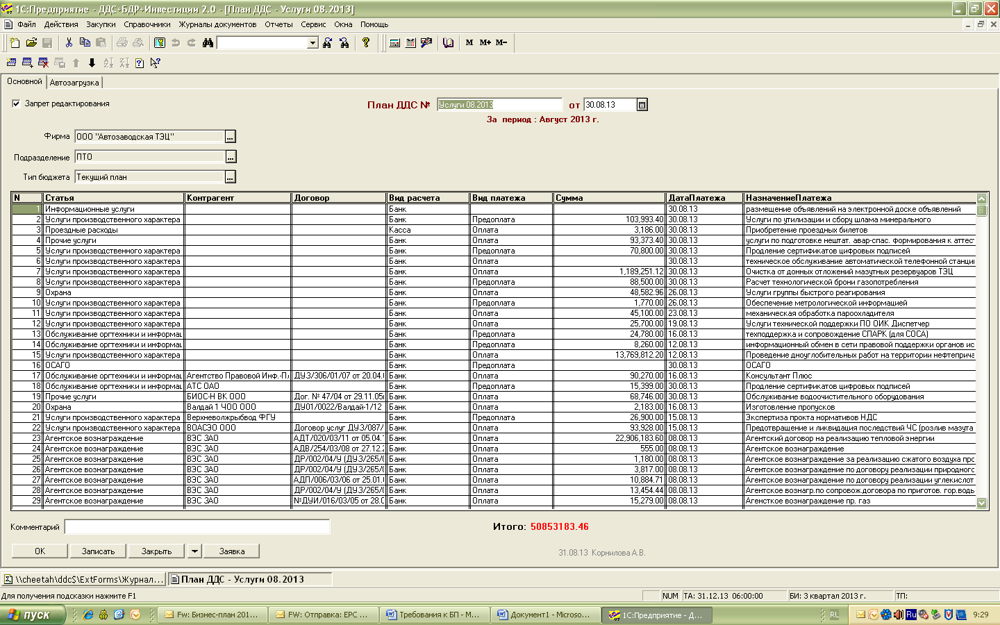 1С:Предприятие - ДДС+БДР+Инвестиции 2.0 - [План ДДС - Услуги 08.2013]
Файл Действия Закупки Справочники Журналы документов Отчеты Сервис Окна Помощь
M M+ M-
Основной Автозагрузка
Запрет редактирования
План ДДС № Услуги 08.2013 от 30.08.13
За период : Август 2013 г.
Фирма ООО "Автозаводская ТЭЦ" ...
Подразделение ПТО ...
Тип бюджета Текущий план ...
N Статья Контрагент Договор Вид расчета Вид платежа Сумма ДатаПлатежа НазначениеПлатежа
1 Информационные услуги Банк 30.08.13 размещение объявлений на электронной доске объявлений
2 Услуги производственного характера Банк Предоплата 103,993.40 30.08.13 Услуги по утилизации и сбору шлама минерального
3 Проездные расходы Касса Оплата 3,186.00 30.08.13 Приобретение проездных билетов
4 Прочие услуги Банк Оплата 93,373.40 30.08.13 услуги по подготовке нештат. авар-спас. формирования к аттест
5 Услуги производственного характера Банк Предоплата 70,800.00 30.08.13 Продление сертификатов цифровых подписей
6 Услуги производственного характера Банк Оплата 30.08.13 техническое обслуживание автоматической телефонной станции
7 Услуги производственного характера Банк Оплата 1,189,251.12 30.08.13 Очистка от донных отложений мазутных резервуаров ТЭЦ
8 Услуги производственного характера Банк Предоплата 88,500.00 30.08.13 Расчет технологической брони газопотребления
9 Охрана Банк Оплата 48,582.96 26.08.13 Услуги группы быстрого реагирования
10 Услуги производственного характера Банк Предоплата 1,770.00 26.08.13 Обеспечение метрологической информацией
11 Услуги производственного характера Банк Оплата 45,100.00 23.08.13 механическая обработка пароохладителя
12 Услуги производственного характера Банк Оплата 25,700.00 19.08.13 Услуги технической поддержки ПО ОИК Диспетчер
13 Обслуживание оргтехники и информац Банк Предоплата 24,780.00 16.08.13 техподдержка и сопровождение СПАРК (для СОСА)
14 Обслуживание оргтехники и информац Банк Предоплата 8,260.00 12.08.13 информационный обмен в сети правовой поддержки органов ис
15 Услуги производственного характера Банк Оплата 13,769,812.20 12.08.13 Проведение дноуглобительных работ на территории нефтеприча
16 ОСАГО Банк Предоплата 30.08.13 ОСАГО
17 Обслуживание оргтехники и информац Агентство Правовой Инф.-Пл ДУЗ/306/01/07 от 20.04.0 Банк Оплата 90,270.00 16.08.13 Консультант Плюс
18 Обслуживание оргтехники и информац АТС ОАО Банк Предоплата 15,399.00 30.08.13 Продление сертификатов цифровых подписей
19 Прочие услуги БИОС-Н ВК ООО Дог. № 47/04 от 29.11.05г Банк Оплата 68,746.00 30.08.13 Обслуживание водоочистительного оборудования
20 Охрана Валдай 1 ЧОО ООО ДУ01/0022/Валдай-1/12 Банк Оплата 2,183.00 16.08.13 Изготовление пропусков
21 Услуги производственного характера Верхневолжрыбвод ФГУ Банк Предоплата 26,900.00 15.08.13 Экспертиза прокта нормативов НДС
22 Услуги производственного характера ВОАСЭО ООО Договор услуг ДУЗ/087/ Банк Оплата 93,928.00 15.08.13 Предотвращение и ликвидация последствий ЧС (розлив мазута
23 Агентское вознаграждение ВЭС ЗАО АДТ/020/03/11 от 05.04.1 Банк Оплата 22,906,183.60 08.08.13 Агентский договор на реализацию тепловой энергии
24 Агентское вознаграждение ВЭС ЗАО АДВ/254/03/08 от 27.12.2 Банк Оплата 555.00 08.08.13 Агентское вознаграждение
25 Агентское вознаграждение ВЭС ЗАО ДР/002/04/У (ДУЗ/265/0 Банк Оплата 1,180.00 08.08.13 Агентское вознаграждение за реализацию сжатого воздуха про
26 Агентское вознаграждение ВЭС ЗАО ДР/002/04/У (ДУЗ/265/0 Банк Оплата 3,817.00 08.08.13 Агентское вознаграждение по договору реализации природного
27 Агентское вознаграждение ВЭС ЗАО АДП/006/03/06 от 25.01.0 Банк Оплата 10,884.71 08.08.13 Агентское вознаграждение по договору реализации углекислот
28 Агентское вознаграждение ВЭС ЗАО ДР/002/04/У (ДУЗ/265/0 Банк Оплата 13,454.44 08.08.13 Агентское вознагр.по сопровож.договора по приготов. гор.воды
29 Агентское вознаграждение ВЭС ЗАО №ДУИ/016/03/05 от 28.0 Банк Оплата 15,279.00 08.08.13 Агенсткое вознаграждение пр. газ
Комментарий Итого: 50853183.46
OK Записать Закрыть Заявка 31.08.13 Корнилова А.В.
\\cheetah\ddc$\ExtForms\Журнал... План ДДС - Услуги 08.2013
Для получения подсказки нажмите F1 NUM ТА: 31.12.13 06:00:00 БИ: 3 квартал 2013 г. ТП:
пуск Fw: Бизнес-план 201... FW: Отправка: ЕРС ... Требования к БП - М... Документ1 - Microso... 1С:Предприятие - Д... RL Ru 9:29